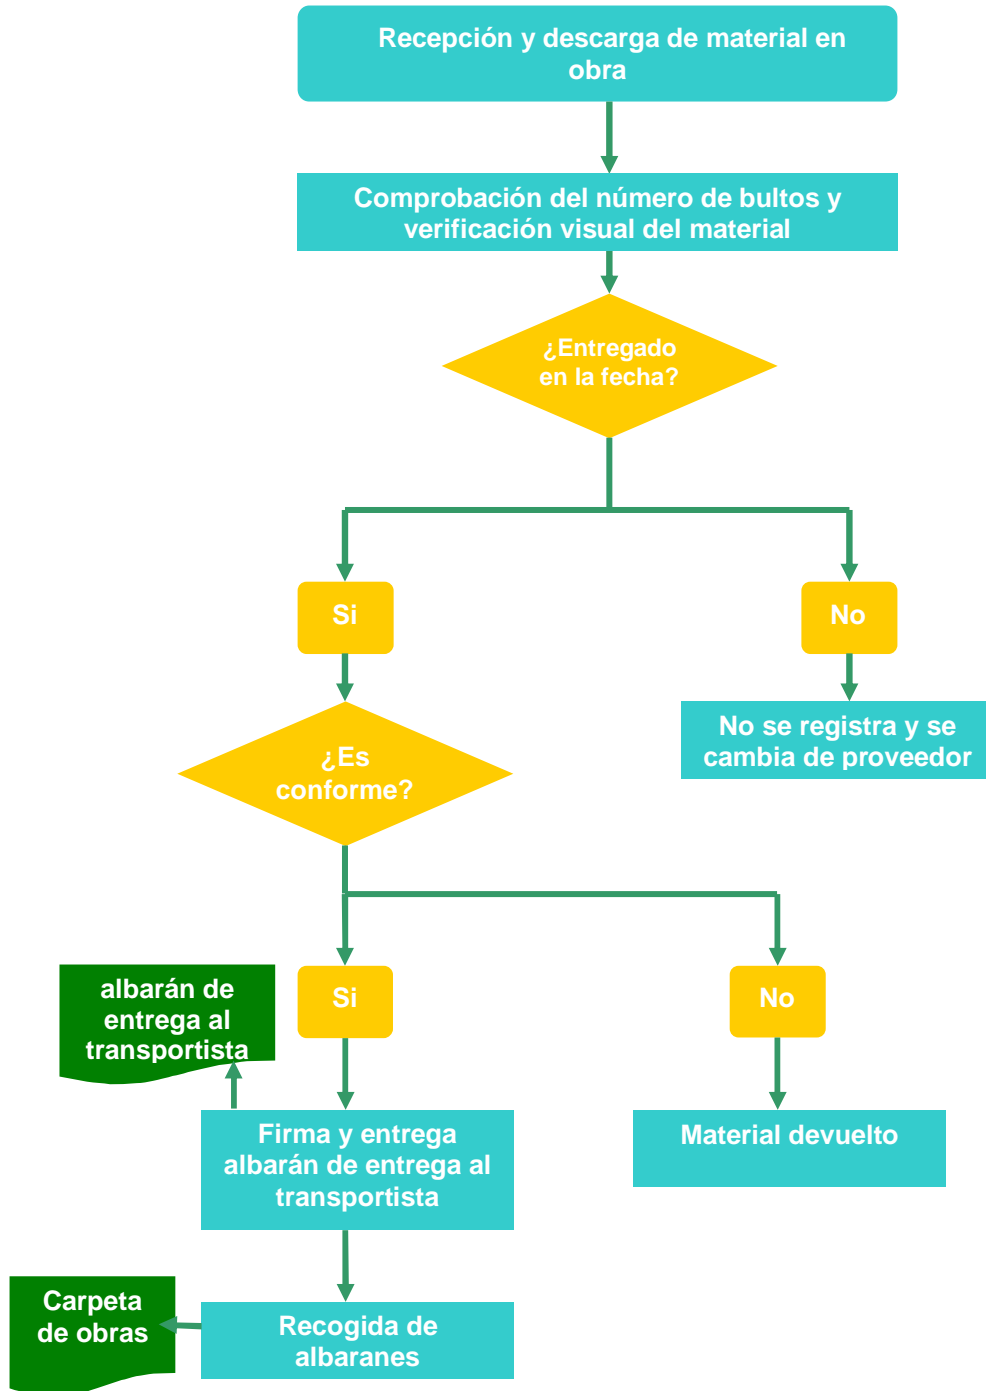 Recepción y descarga de material en
obra
Comprobación del número de bultos y
verificación visual del material
¿Entregado
en la fecha?
Si
No
¿Es
conforme?
No se registra y se
cambia de proveedor
albarán de
entrega al
transportista
Si
No
Firma y entrega
albarán de entrega al
transportista
Material devuelto
Carpeta
de obras
Recogida de
albaranes